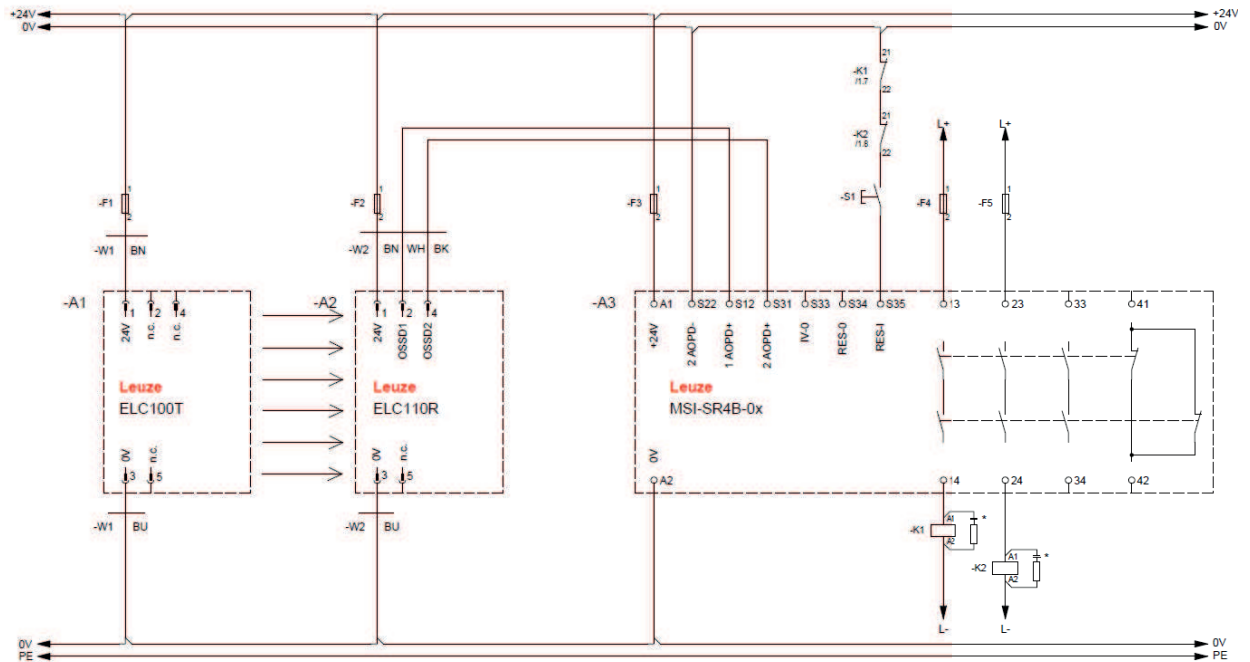 +24V +24V
0V 0V
21
-K1
/1.7
22
21
-K2
/1.8
22
L+ L+
1 1 1 1 1
-F1 -F2 -F3 -S1 -F4 -F5
2 2 2 2 2
-W1 BN -W2 BN WH BK
-A1 -A2 -A3
1 2 4 1 2 4 A1 S22 S12 S31 S33 S34 S35 13 23 33 41
24V n.c. n.c. 24V OSSD1 OSSD2 +24V 2 AOPD- 1 AOPD+ 2 AOPD+ IV-0 RES-0 RES-I
Leuze Leuze Leuze
ELC100T ELC110R MSI-SR4B-0x
0V n.c. 0V n.c. 0V
3 5 3 5 A2 14 24 34 42
-W1 BU -W2 BU
-K1 A1 *
A2
-K2 A1 *
A2
L- L-
0V 0V
PE PE